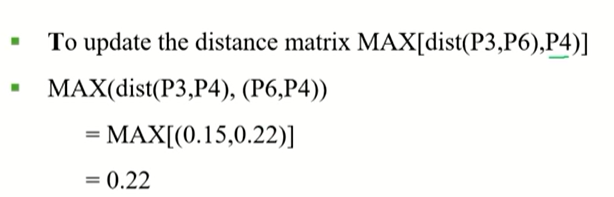 To update the distance matrix MAX[dist(P3,P6),P4)]
MAX(dist(P3,P4), (P6,P4))
= MAX[(0.15,0.22)]
= 0.22